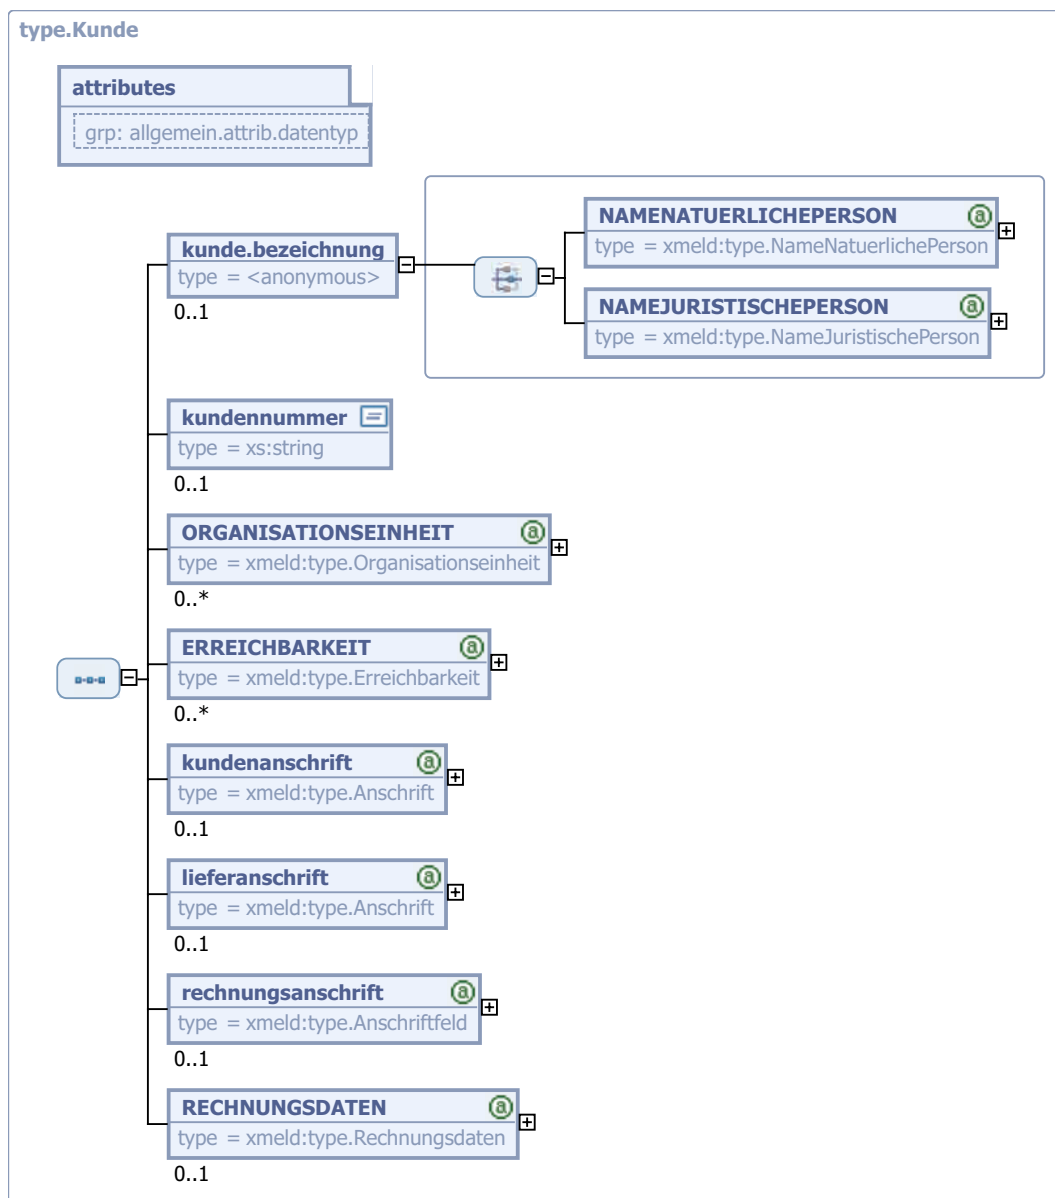 type.Kunde
attributes
grp: allgemein.attrib.datentyp
kunde.bezeichnung
type = <anonymous>
0..1
NAMENATUERLICHEPERSON
type = xmeld:type.NameNatuerlichePerson
NAMEJURISTISCHEPERSON
type = xmeld:type.NameJuristischePerson
kundennummer
type = xs:string
0..1
ORGANISATIONSEINHEIT
type = xmeld:type.Organisationseinheit
0..*
ERREICHBARKEIT
type = xmeld:type.Erreichbarkeit
0..*
kundenanschrift
type = xmeld:type.Anschrift
0..1
lieferanschrift
type = xmeld:type.Anschrift
0..1
rechnungsanschrift
type = xmeld:type.Anschriftfeld
0..1
RECHNUNGSDATEN
type = xmeld:type.Rechnungsdaten
0..1